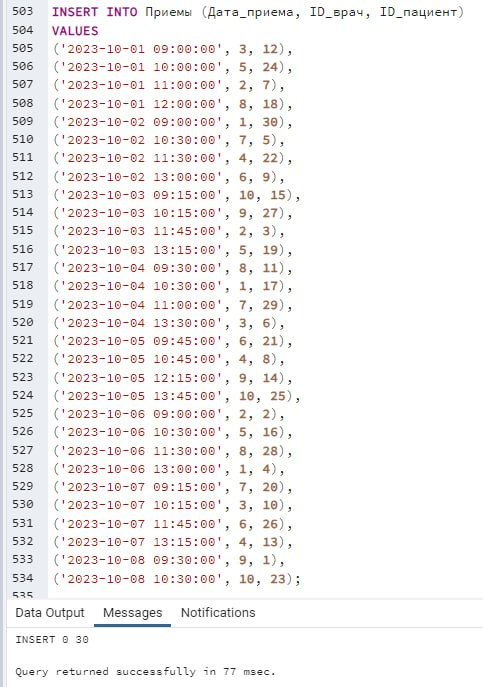 503 INSERT INTO Приемы (Дата_приема, ID_врач, ID_пациент)
504 VALUES
505 ('2023-10-01 09:00:00', 3, 12),
506 ('2023-10-01 10:00:00', 5, 24),
507 ('2023-10-01 11:00:00', 2, 7),
508 ('2023-10-01 12:00:00', 8, 18),
509 ('2023-10-02 09:00:00', 1, 30),
510 ('2023-10-02 10:30:00', 7, 5),
511 ('2023-10-02 11:30:00', 4, 22),
512 ('2023-10-02 13:00:00', 6, 9),
513 ('2023-10-03 09:15:00', 10, 15),
514 ('2023-10-03 10:15:00', 9, 27),
515 ('2023-10-03 11:45:00', 2, 3),
516 ('2023-10-03 13:15:00', 5, 19),
517 ('2023-10-04 09:30:00', 8, 11),
518 ('2023-10-04 10:30:00', 1, 17),
519 ('2023-10-04 11:00:00', 7, 29),
520 ('2023-10-04 13:30:00', 3, 6),
521 ('2023-10-05 09:45:00', 6, 21),
522 ('2023-10-05 10:45:00', 4, 8),
523 ('2023-10-05 12:15:00', 9, 14),
524 ('2023-10-05 13:45:00', 10, 25),
525 ('2023-10-06 09:00:00', 2, 2),
526 ('2023-10-06 10:30:00', 5, 16),
527 ('2023-10-06 11:30:00', 8, 28),
528 ('2023-10-06 13:00:00', 1, 4),
529 ('2023-10-07 09:15:00', 7, 20),
530 ('2023-10-07 10:15:00', 3, 10),
531 ('2023-10-07 11:45:00', 6, 26),
532 ('2023-10-07 13:15:00', 4, 13),
533 ('2023-10-08 09:30:00', 9, 1),
534 ('2023-10-08 10:30:00', 10, 23);
535
Data Output Messages Notifications
INSERT 0 30
Query returned successfully in 77 msec.